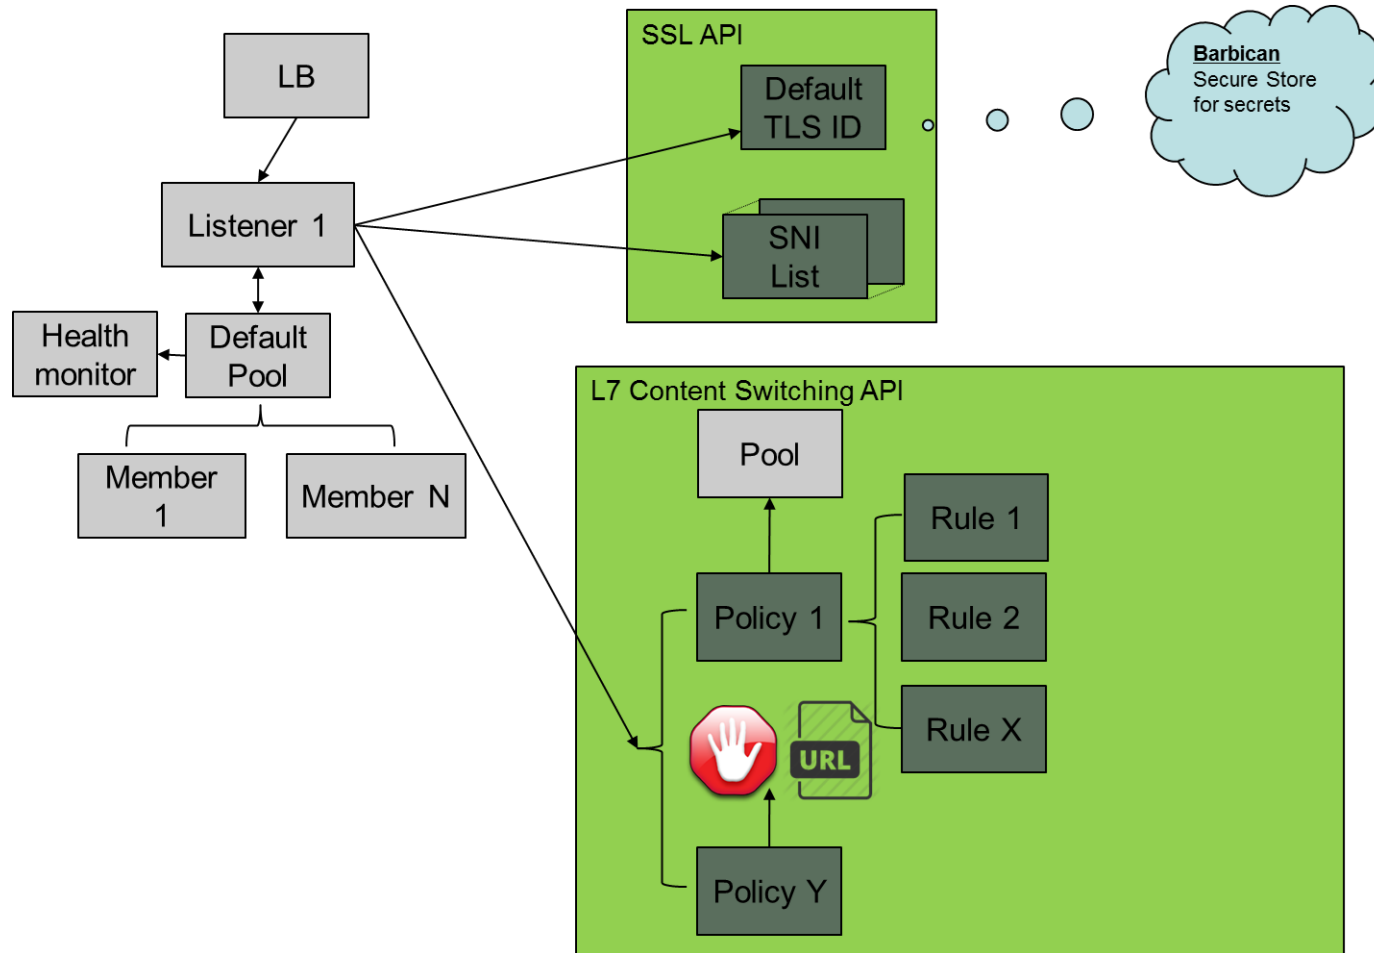 LB
Listener 1
Health
monitor
Default
Pool
Member
1
Member N
SSL API
Default
TLS ID
SNI
List
Barbican
Secure Store
for secrets
L7 Content Switching API
Pool
Policy 1
Rule 1
Rule 2
Rule X
URL
Policy Y